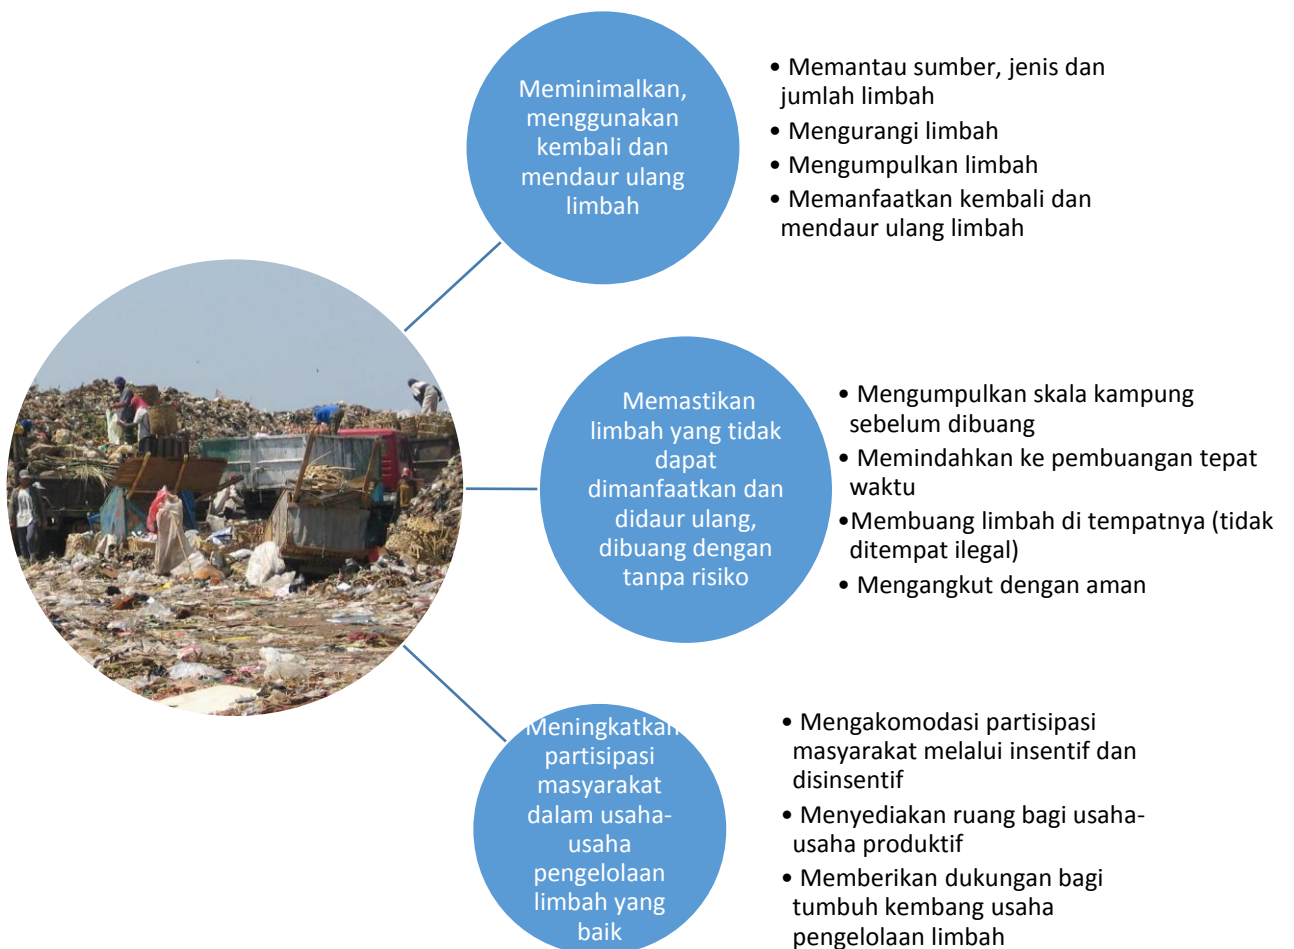 Meminimalkan,
menggunakan
kembali dan
mendaur ulang
limbah
• Memantau sumber, jenis dan
jumlah limbah
• Mengurangi limbah
• Mengumpulkan limbah
• Memanfaatkan kembali dan
mendaur ulang limbah
Memastikan
limbah yang tidak
dapat
dimanfaatkan dan
didaur ulang,
dibuang dengan
tanpa risiko
• Mengumpulkan skala kampung
sebelum dibuang
• Memindahkan ke pembuangan tepat
waktu
•Membuang limbah di tempatnya (tidak
ditempat ilegal)
• Mengangkut dengan aman
Meningkatkan
partisipasi
masyarakat
dalam usaha-
usaha
pengelolaan
limbah yang
baik
• Mengakomodasi partisipasi
masyarakat melalui insentif dan
disinsentif
• Menyediakan ruang bagi usaha-
usaha produktif
• Memberikan dukungan bagi
tumbuh kembang usaha
pengelolaan limbah